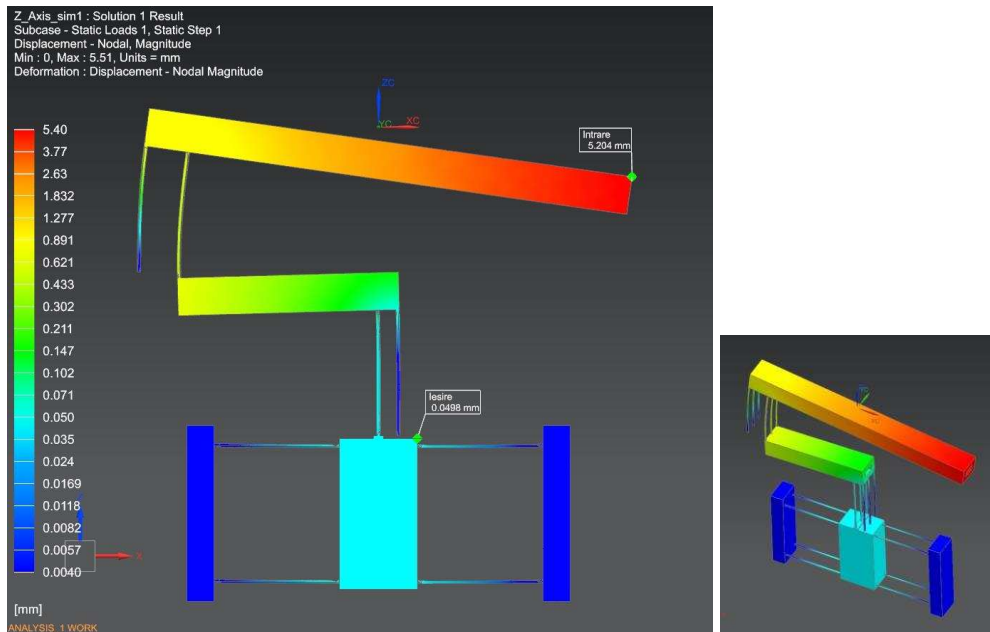 Z_Axis_sim1 : Solution 1 Result
Subcase - Static Loads 1, Static Step 1
Displacement - Nodal, Magnitude
Min : 0, Max : 5.51, Units = mm
Deformation : Displacement - Nodal Magnitude
ZC
YC XC
Intrare
5.204 mm
5.40
3.77
2.63
1.832
1.277
0.891
0.621
0.433
0.302
0.211
0.147
0.102
0.071
0.050
0.035
0.024
0.0169
0.0118
0.0082
0.0057
0.0040
Iesire
0.0498 mm
X
[mm]
ANALYSIS 1 WORK